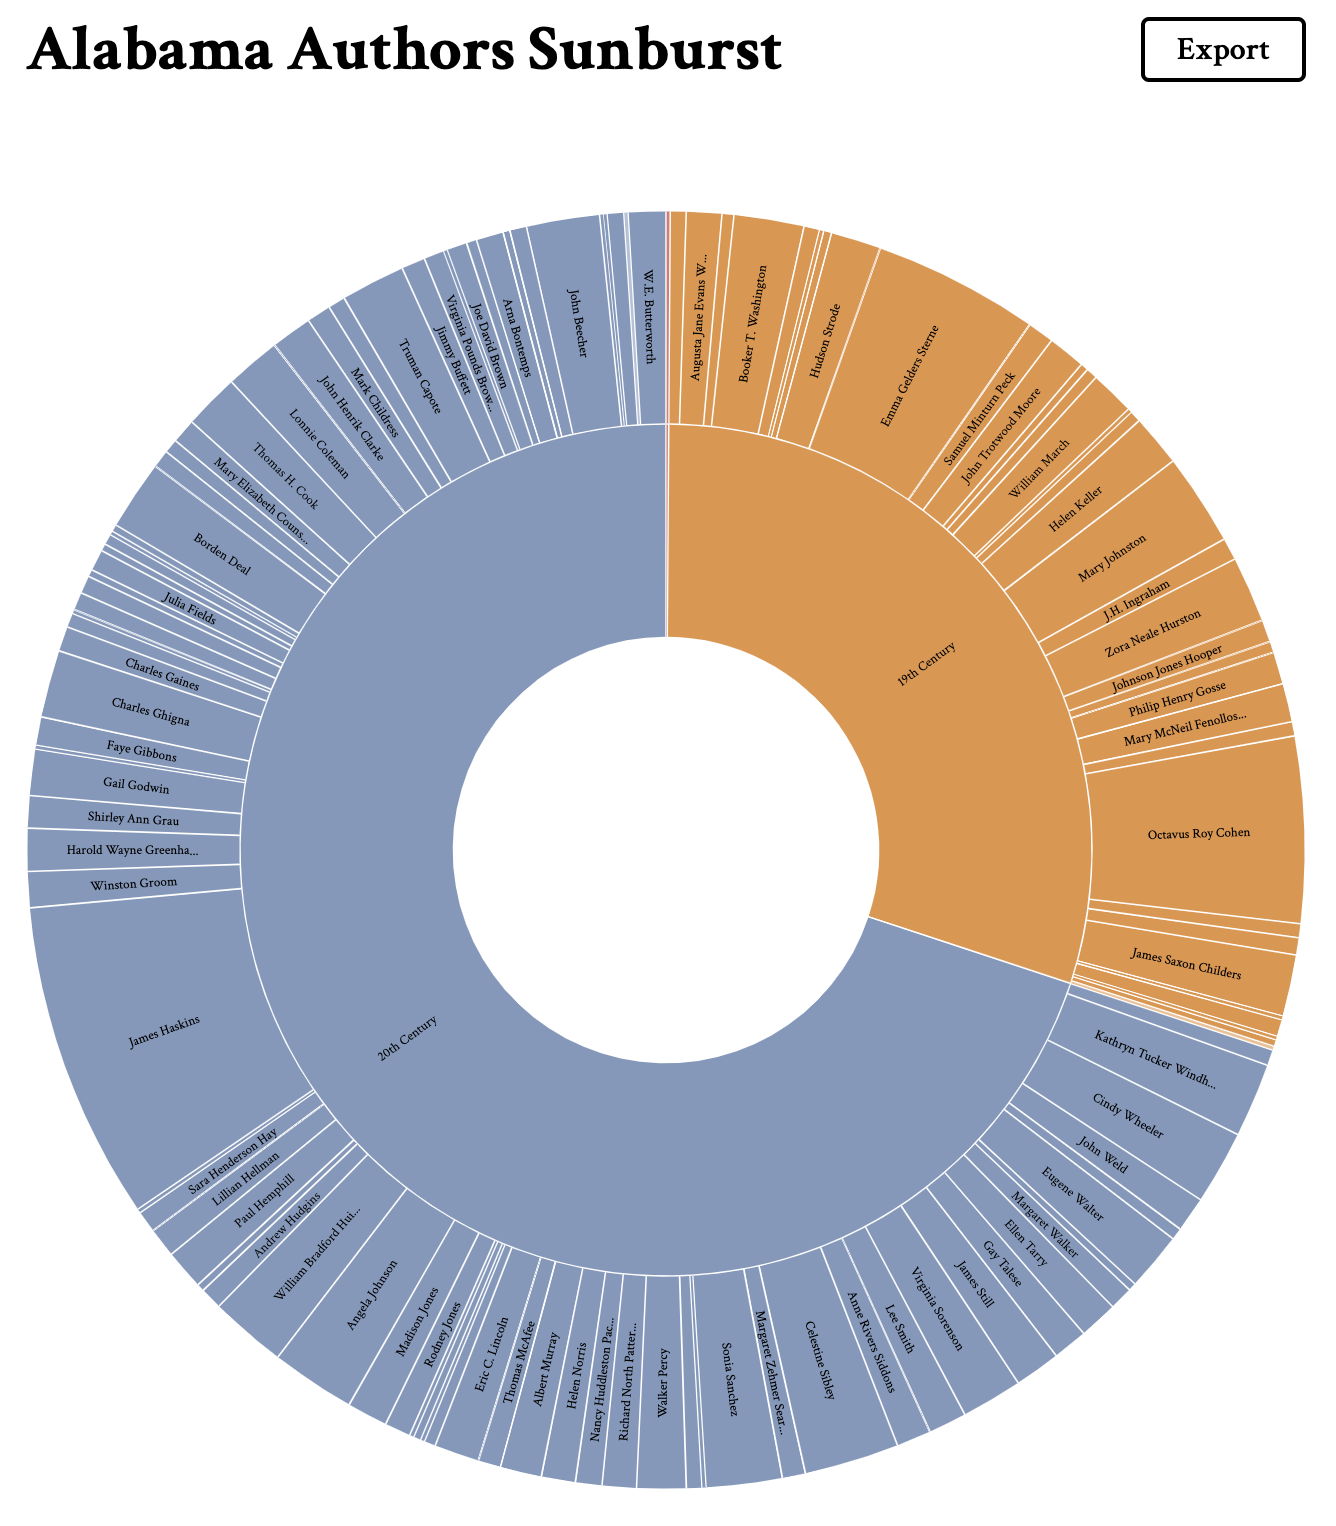 Alabama Authors Sunburst
Export
19th Century
20th Century
Augusta Jane Evans W...
Booker T. Washington
Hudson Strode
Emma Gelders Sterne
Samuel Minturn Peck
John Trotwood Moore
William March
Helen Keller
Mary Johnston
J.H. Ingraham
Zora Neale Hurston
Johnson Jones Hooper
Philip Henry Gosse
Mary McNeil Fenollos...
Octavus Roy Cohen
James Saxon Childers
Kathryn Tucker Windh...
Cindy Wheeler
John Weld
Eugene Walter
Margaret Walker
Ellen Tarry
Gay Talese
James Still
Virginia Sorenson
Lee Smith
Anne Rivers Siddons
Celestine Sibley
Margaret Zehmer Sear...
Sonia Sanchez
Walker Percy
Richard North Patter...
Nancy Huddleston Pac...
Helen Norris
Albert Murray
Thomas McAfee
Eric C. Lincoln
Rodney Jones
Madison Jones
Angela Johnson
William Bradford Hui...
Andrew Hudgins
Paul Hemphill
Lillian Hellman
Sara Henderson Hay
James Haskins
Winston Groom
Harold Wayne Greenha...
Shirley Ann Grau
Gail Godwin
Faye Gibbons
Charles Ghigna
Charles Gaines
Julia Fields
Borden Deal
Mary Elizabeth Couns...
Thomas H. Cook
Lonnie Coleman
John Henrik Clarke
Mark Childress
Truman Capote
Jimmy Buffett
Virginia Pounds Brow...
Joe David Brown
Arna Bontemps
John Beecher
W.E. Butterworth